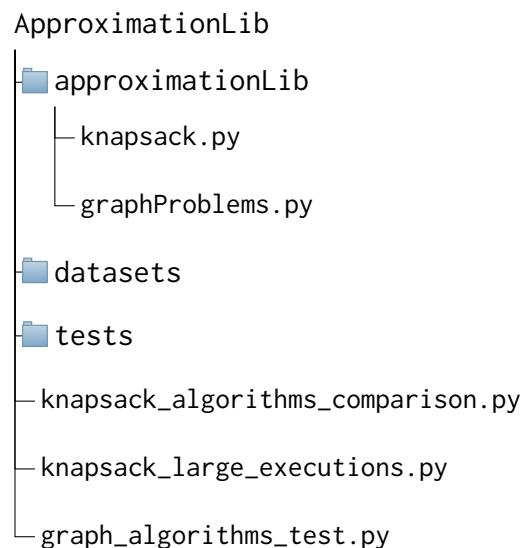 ApproximationLib
approximationLib
knapsack.py
graphProblems.py
datasets
tests
knapsack_algorithms_comparison.py
knapsack_large_executions.py
graph_algorithms_test.py